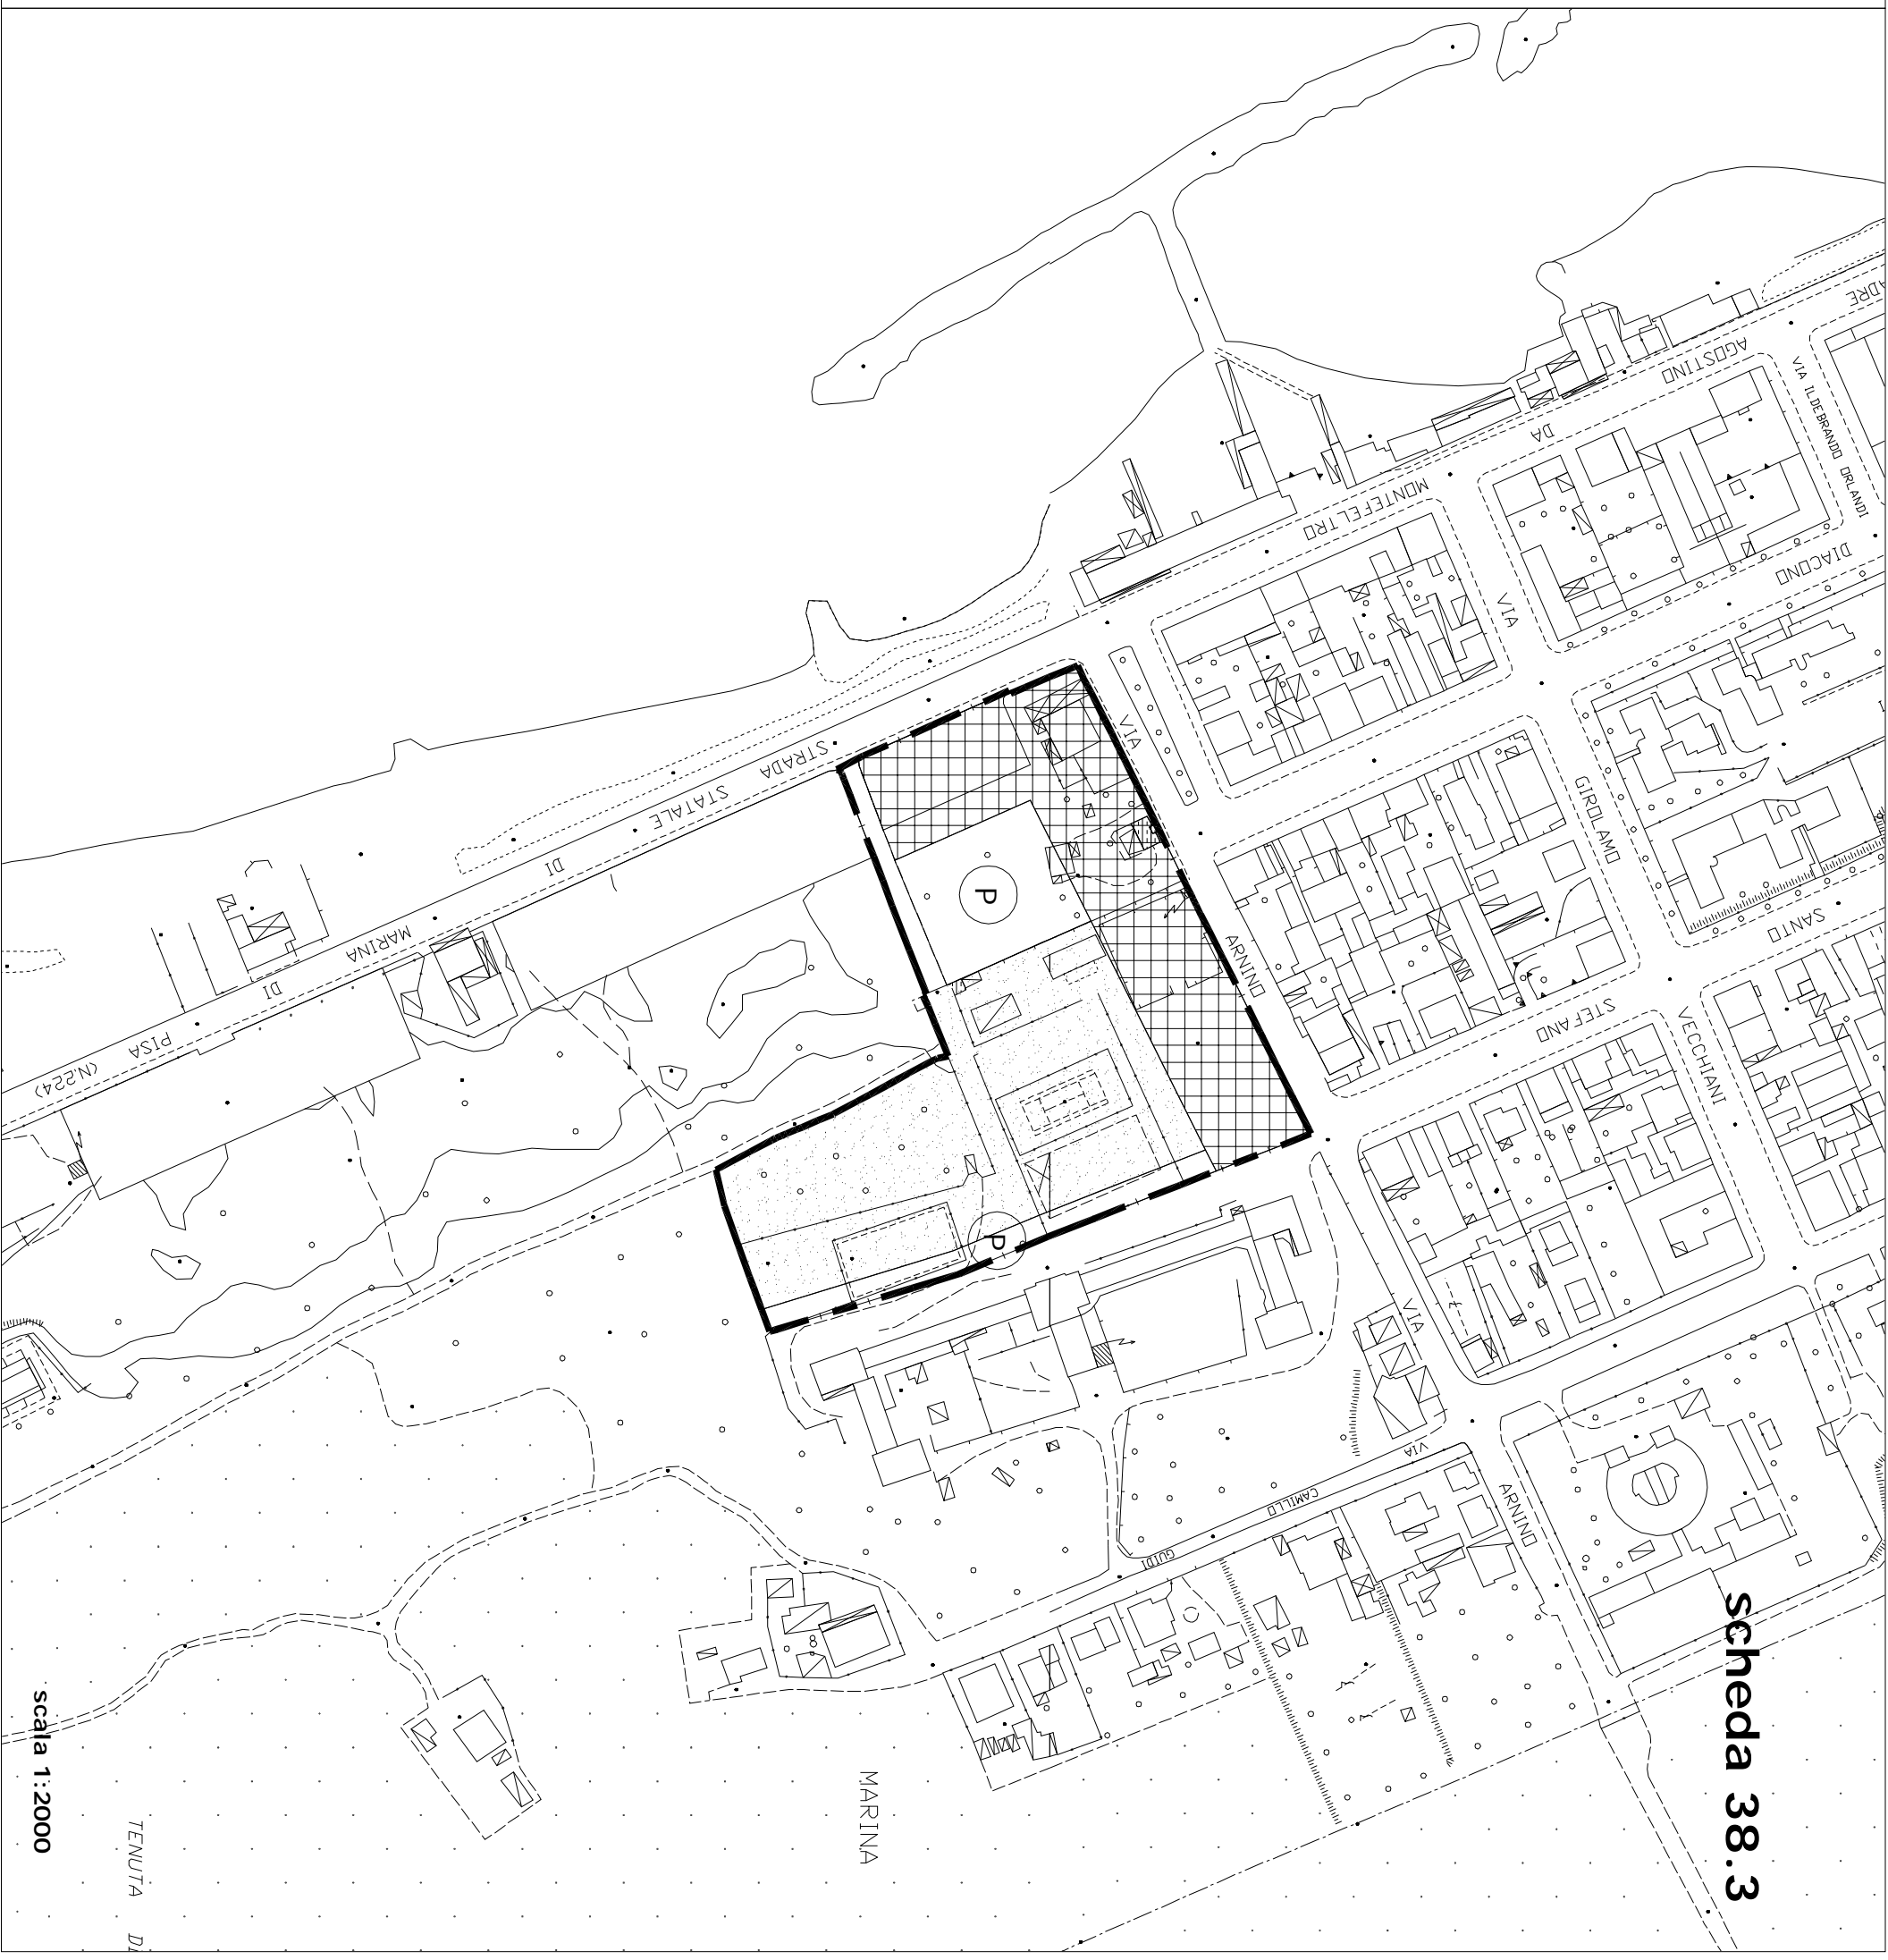 scheda 38.3
scala 1:2000
AGOSTINO
DA
MONTEFELTRO
VIA ILDEBRANDO ORLANDI
DIACONO
VIA
GIROLAMO
VECCHIANI
SANTO
STEFANO
VIA
ARNINO
STRADA
STATALE
DI
MARINA
DI
PISA
(N.224)
P
P
VIA
ARNINO
VIA
CAMILLO
GUIDI
MARINA
TENUTA